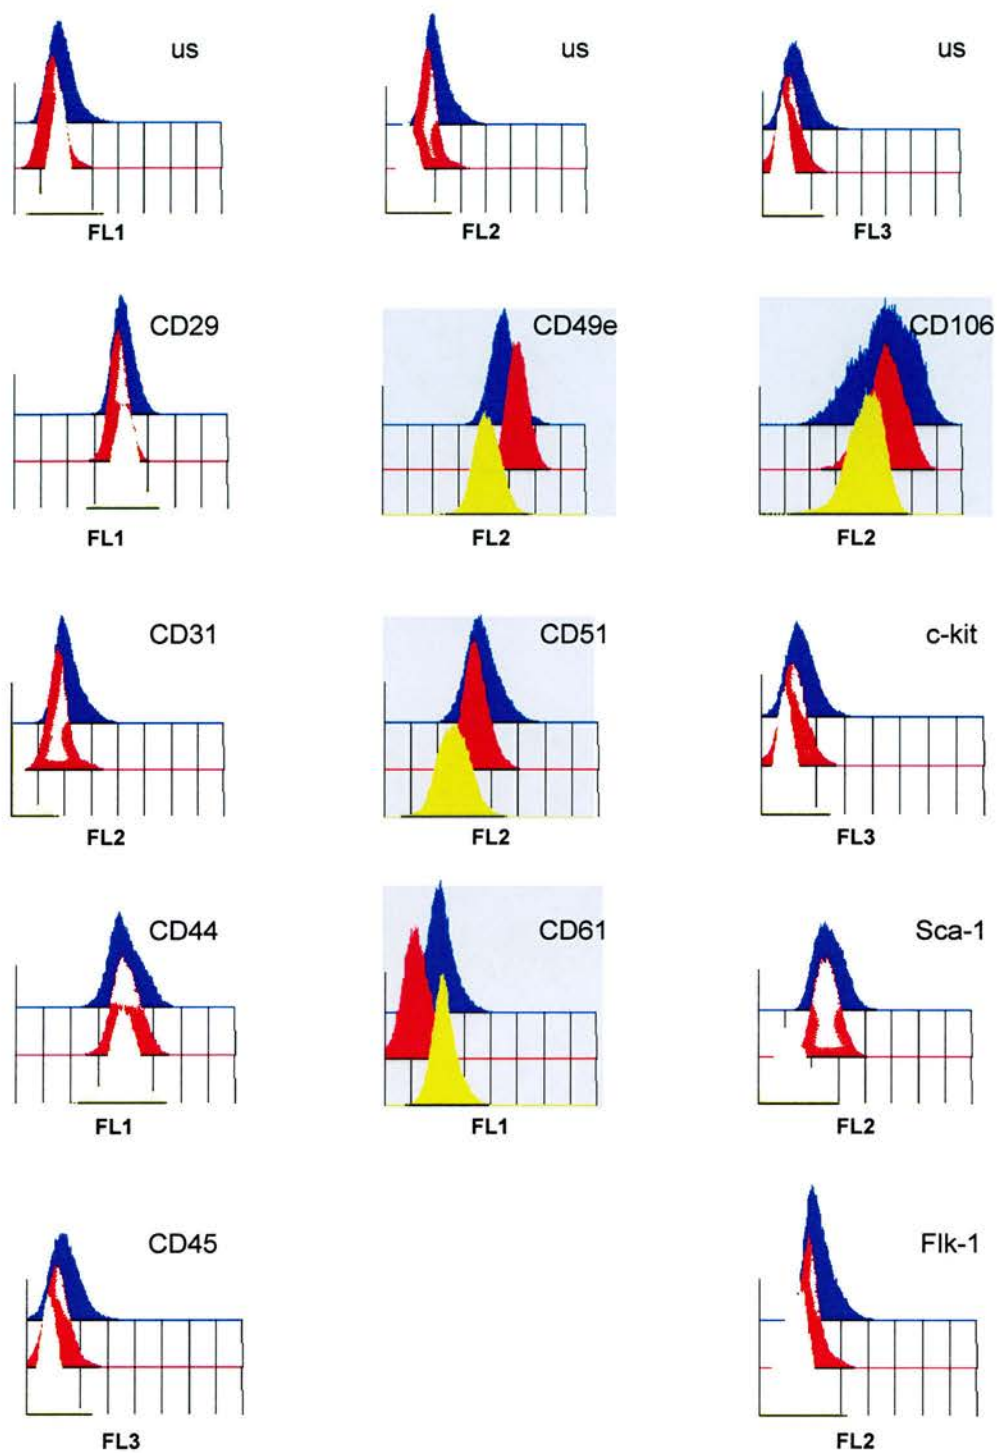 us
us
us
FL1
FL2
FL3
CD29
CD49e
CD106
FL1
FL2
FL2
CD31
CD51
c-kit
FL2
FL2
FL3
CD44
CD61
Sca-1
FL1
FL1
FL2
CD45
Flk-1
FL3
FL2